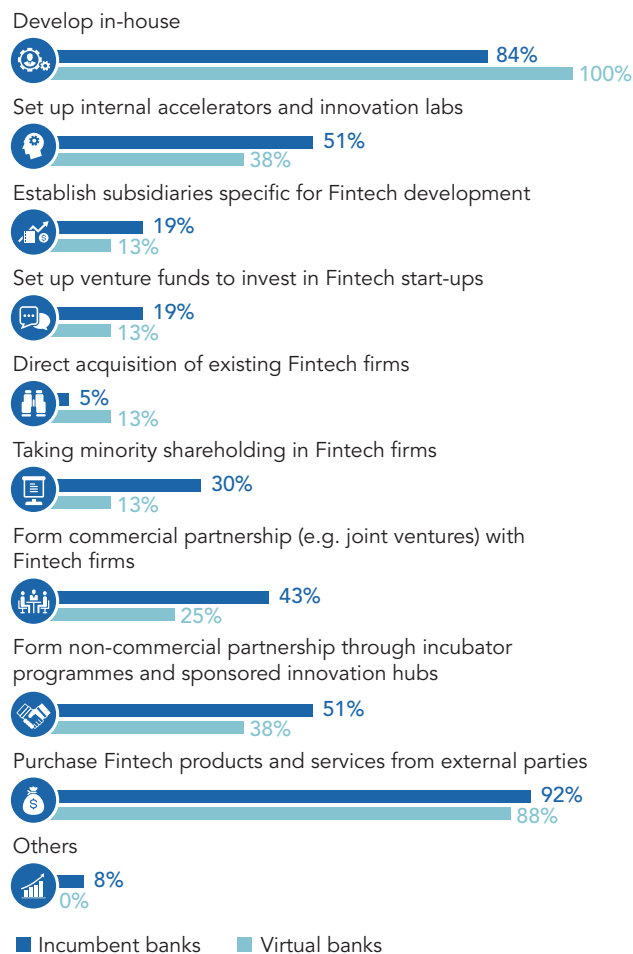 Develop in-house
84%
100%
Set up internal accelerators and innovation labs
51%
38%
Establish subsidiaries specific for Fintech development
19%
13%
Set up venture funds to invest in Fintech start-ups
19%
13%
Direct acquisition of existing Fintech firms
5%
13%
Taking minority shareholding in Fintech firms
30%
13%
Form commercial partnership (e.g. joint ventures) with
Fintech firms
43%
25%
Form non-commercial partnership through incubator
programmes and sponsored innovation hubs
51%
38%
Purchase Fintech products and services from external parties
92%
88%
Others
8%
0%
Incumbent banks Virtual banks